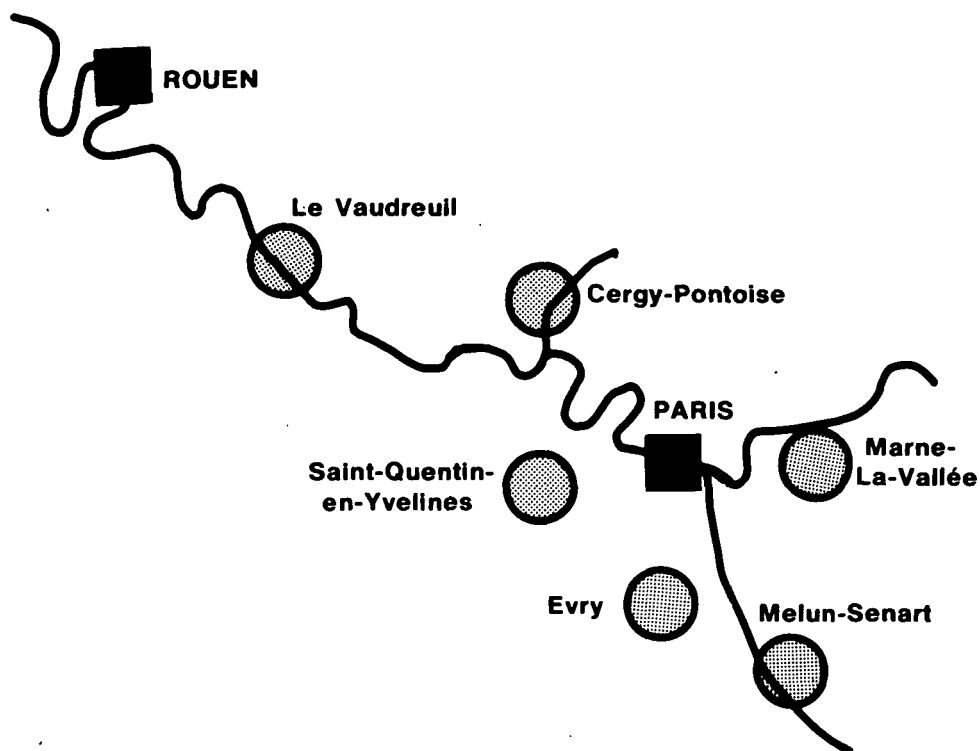 ROUEN
Le Vaudreuil
Cergy-Pontoise
PARIS
Marne-
La-Vallée
Saint-Quentin-
en-Yvelines
Evry
Melun-Senart